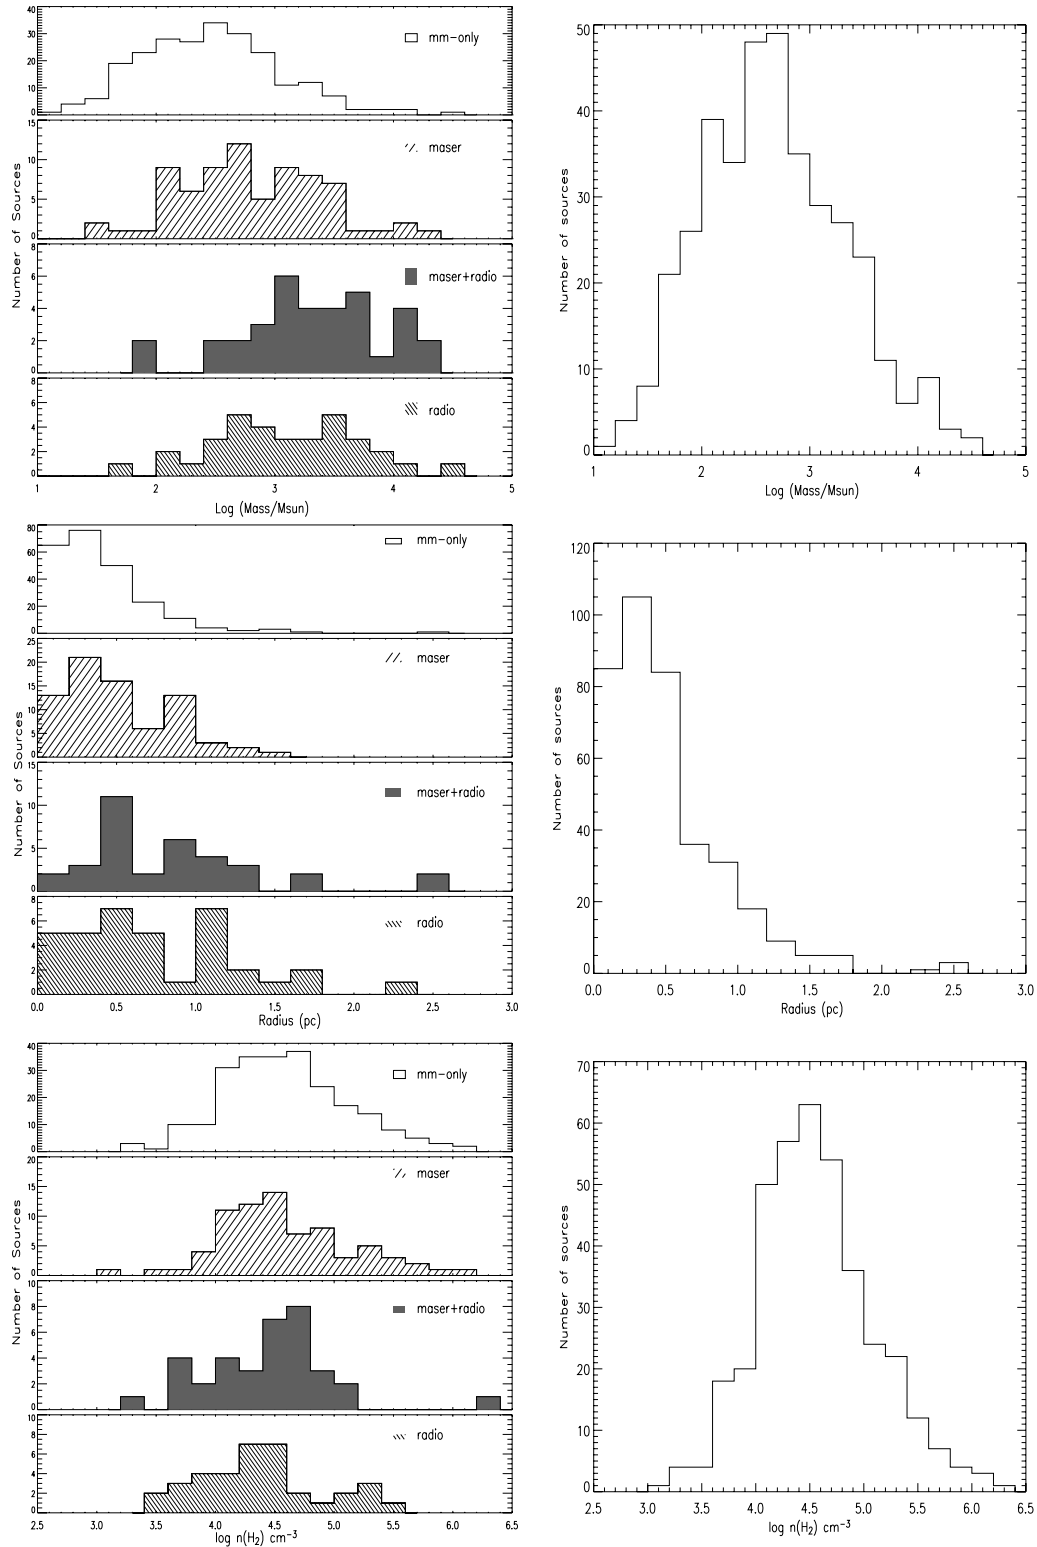 40
30
20
10
0
mm-only
15
10
5
0
maser
8
6
4
2
0
maser+radio
8
6
4
2
0
radio
1 2 3 4 5
Log (Mass/Msun)
Number of Sources
50
40
30
20
10
0
1 2 3 4 5
Log (Mass/Msun)
Number of sources
80
60
40
20
0
mm-only
25
20
15
10
5
0
maser
15
10
5
0
maser+radio
8
6
4
2
0
radio
0.0 0.5 1.0 1.5 2.0 2.5 3.0
Radius (pc)
Number of Sources
120
100
80
60
40
20
0
0.0 0.5 1.0 1.5 2.0 2.5 3.0
Radius (pc)
Number of sources
40
30
20
10
0
mm-only
20
15
10
5
0
maser
10
8
6
4
2
0
maser+radio
10
8
6
4
2
0
radio
2.5 3.0 3.5 4.0 4.5 5.0 5.5 6.0 6.5
log n(H₂) cm⁻³
Number of Sources
70
60
50
40
30
20
10
0
2.5 3.0 3.5 4.0 4.5 5.0 5.5 6.0 6.5
log n(H₂) cm⁻³
Number of sources